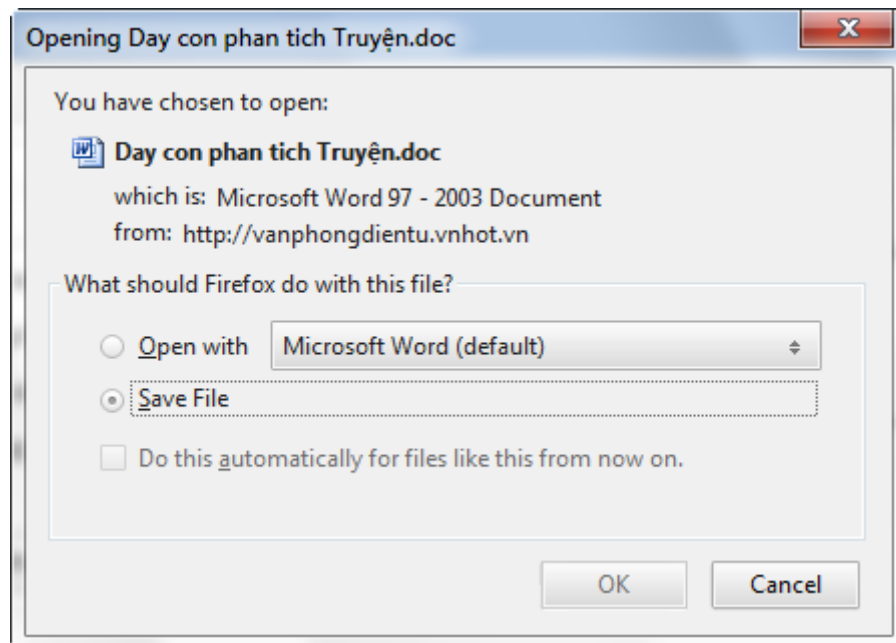 Opening Day con phan tich Truyện.doc
You have chosen to open:
Day con phan tich Truyện.doc
which is: Microsoft Word 97 - 2003 Document
from: http://vanphongdientu.vnhot.vn
What should Firefox do with this file?
Open with Microsoft Word (default)
Save File
Do this automatically for files like this from now on.
OK Cancel